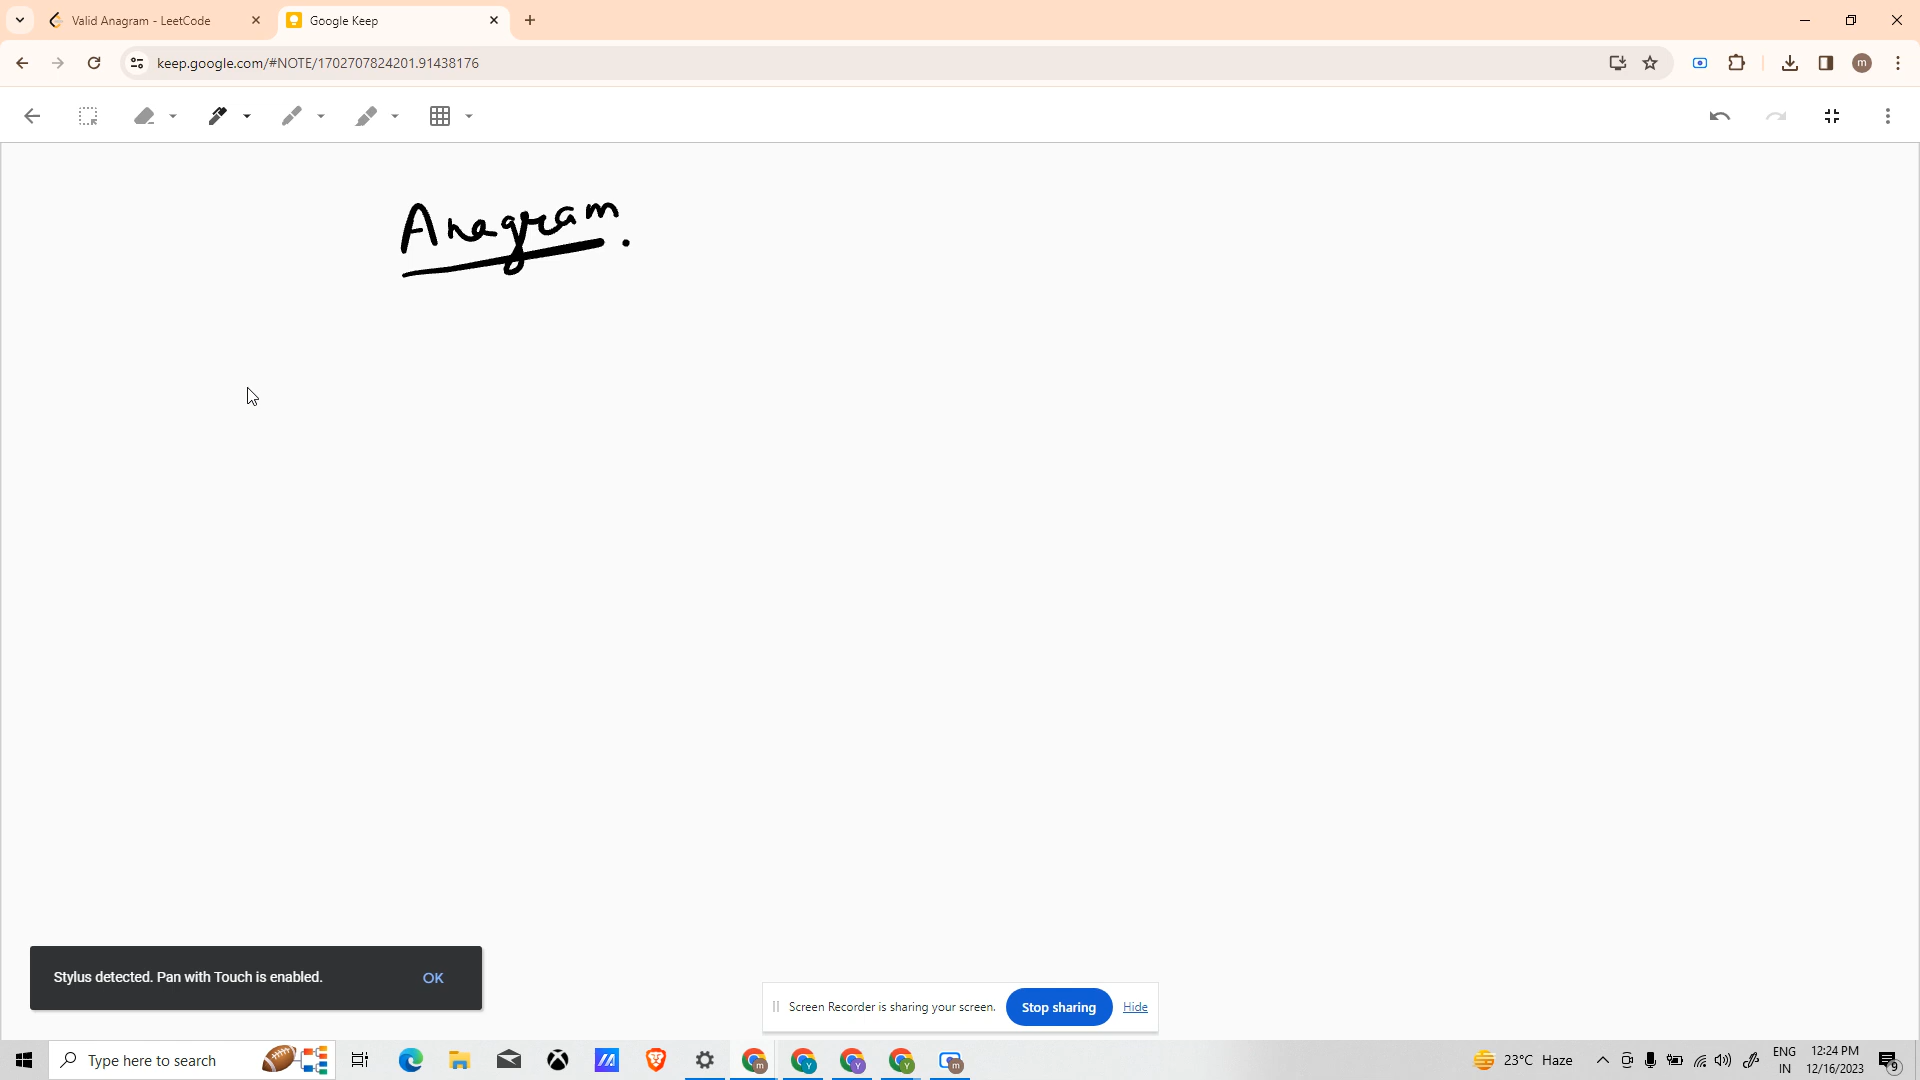 Valid Anagram - LeetCode
Google Keep
keep.google.com/#NOTE/1702707824201.91438176
m
Anagram.
Stylus detected. Pan with Touch is enabled.
OK
Screen Recorder is sharing your screen.
Stop sharing
Hide
Type here to search
m
Y
Y
Y
m
23°C Haze
ENG
IN
12:24 PM
12/16/2023
9